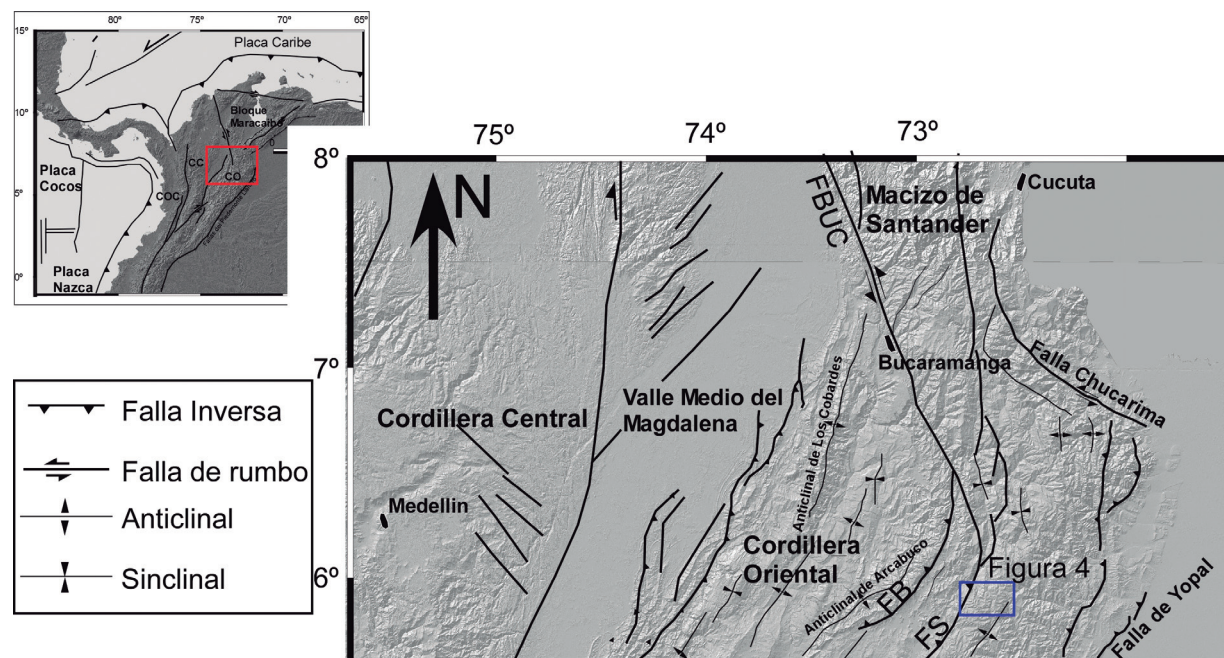 80º
75º
70º
65º
15º
10º
5º
0º
Placa Caribe
Bloque
Maracaibo
Placa
Cocos
CC
CO
COC
Placa
Nazca
0
75º
74º
73º
8º
7º
6º
N
FBUC
Macizo de
Santander
Cucuta
Bucaramanga
Falla Chucarima
Anticlinal de Los Cobardes
Valle Medio del
Magdalena
Cordillera Central
Medellin
Cordillera
Oriental
Anticlinal de Arcabuco
FB
FS
Figura 4
Falla de Yopal
Falla Inversa
Falla de rumbo
Anticlinal
Sinclinal